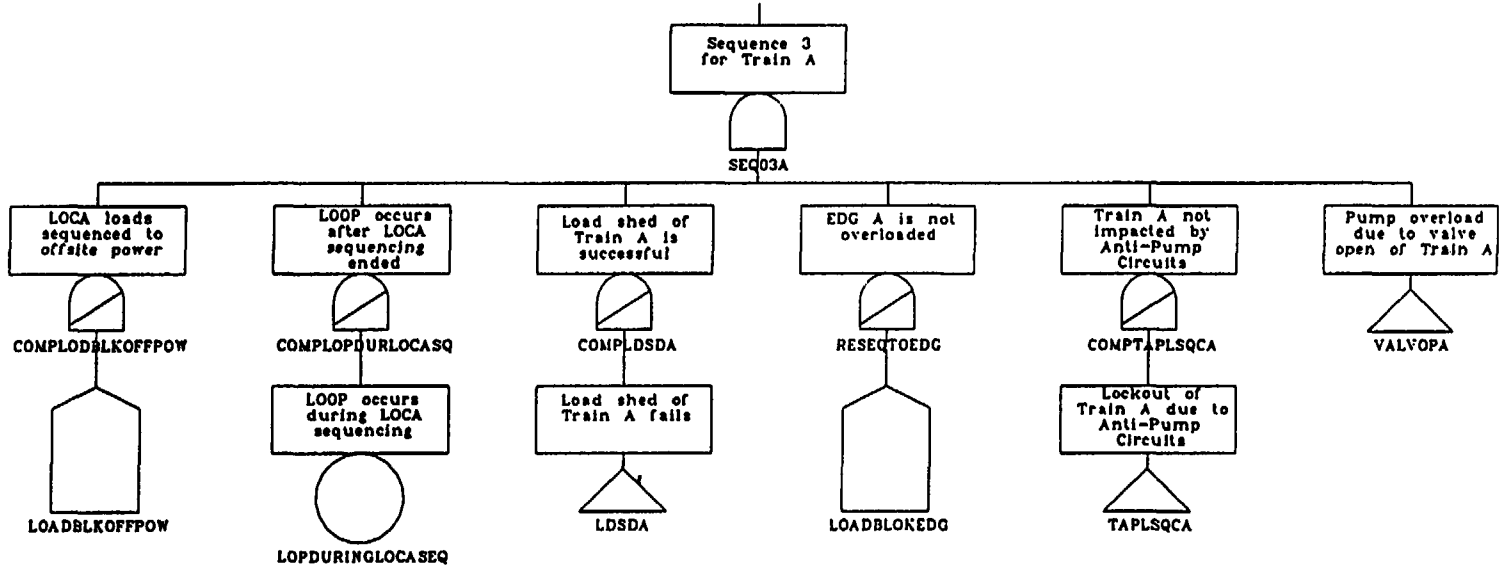 Sequence 3
for Train A
SEQ03A
LOCA loads
sequenced to
offsite power
COMPLODBLKOFFPOW
LOADBLKOFFPOW
LOOP occurs
after LOCA
sequencing
ended
COMPLOPDURLOCASQ
LOOP occurs
during LOCA
sequencing
LOPDURINGLOCASEQ
Load shed of
Train A is
successful
COMPLDSDA
Load shed of
Train A fails
LDSDA
EDG A is not
overloaded
RESEQTOEDG
LOADBLOKEDG
Train A not
impacted by
Anti-Pump
Circuits
COMPTAPLSQCA
Lockout of
Train A due to
Anti-Pump
Circuits
TAPLSQCA
Pump overload
due to valve
open of Train A
VALVOPA